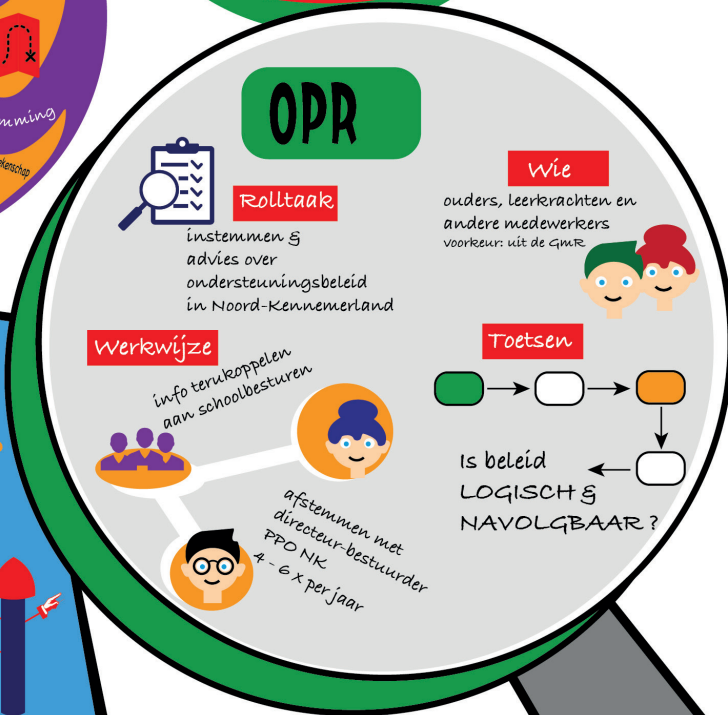 mming
kenschap
OPR
Rolltaak
instemmen &
advies over
ondersteuningsbeleid
in Noord-Kennemerland
Wie
ouders, leerkrachten en
andere medewerkers
voorkeur: uit de GMR
Werkwijze
info terukoppelen
aan schoolbesturen
afstemmen met
directeur-bestuurder
PPO NK
4 - 6 x per jaar
Toetsen
Is beleid
LOGISCH &
NAVOLGBAAR ?